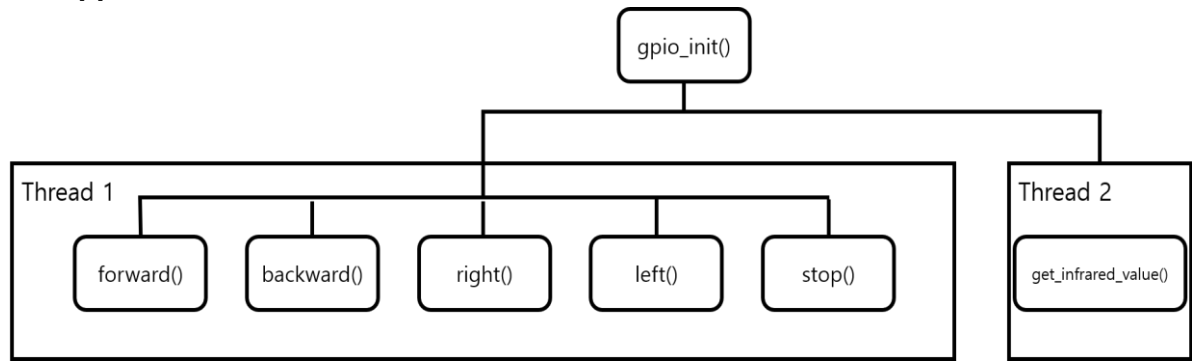 gpio_init()
Thread 1
forward()
backward()
right()
left()
stop()
Thread 2
get_infrared_value()